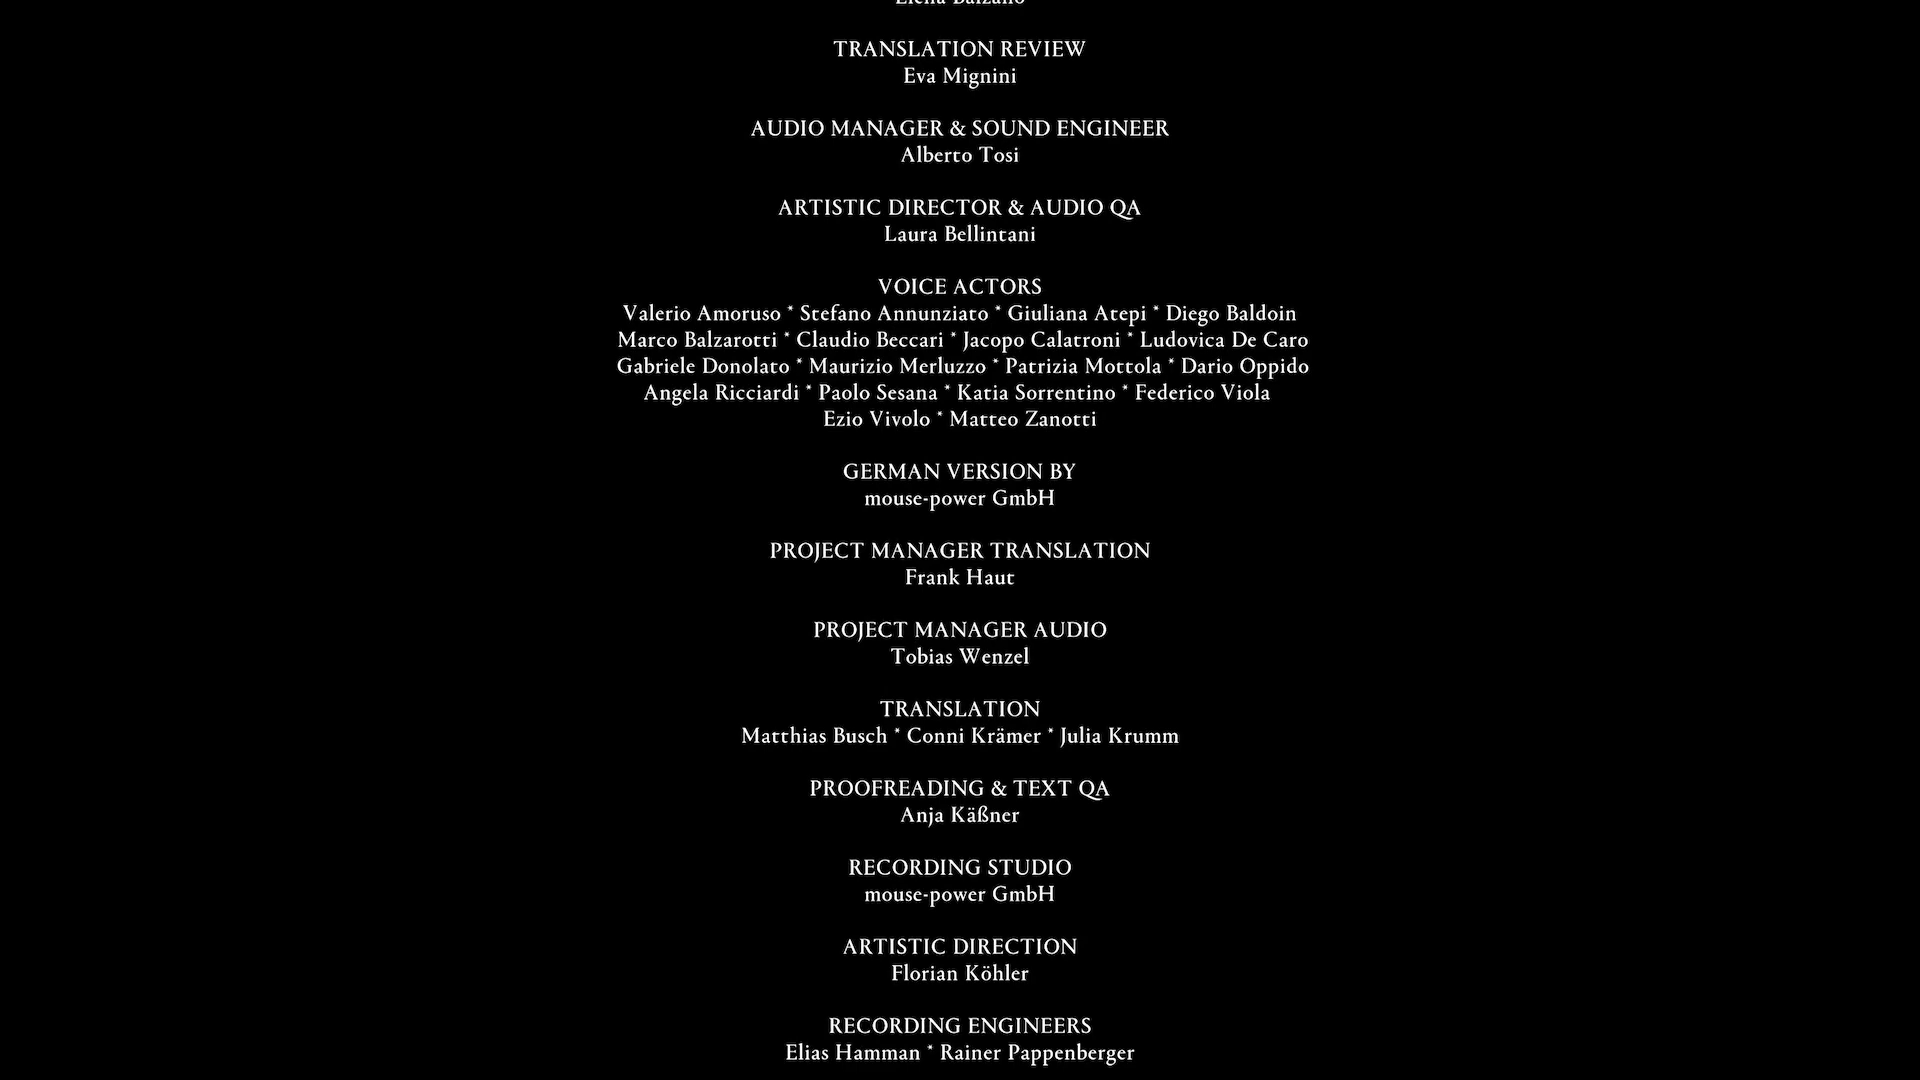 Elena Balzano
TRANSLATION REVIEW
Eva Mignini
AUDIO MANAGER & SOUND ENGINEER
Alberto Tosi
ARTISTIC DIRECTOR & AUDIO QA
Laura Bellintani
VOICE ACTORS
Valerio Amoruso * Stefano Annunziato * Giuliana Atepi * Diego Baldoin
Marco Balzarotti * Claudio Beccari * Jacopo Calatroni * Ludovica De Caro
Gabriele Donolato * Maurizio Merluzzo * Patrizia Mottola * Dario Oppido
Angela Ricciardi * Paolo Sesana * Katia Sorrentino * Federico Viola
Ezio Vivolo * Matteo Zanotti
GERMAN VERSION BY
mouse-power GmbH
PROJECT MANAGER TRANSLATION
Frank Haut
PROJECT MANAGER AUDIO
Tobias Wenzel
TRANSLATION
Matthias Busch * Conni Krämer * Julia Krumm
PROOFREADING & TEXT QA
Anja Käßner
RECORDING STUDIO
mouse-power GmbH
ARTISTIC DIRECTION
Florian Köhler
RECORDING ENGINEERS
Elias Hamman * Rainer Pappenberger